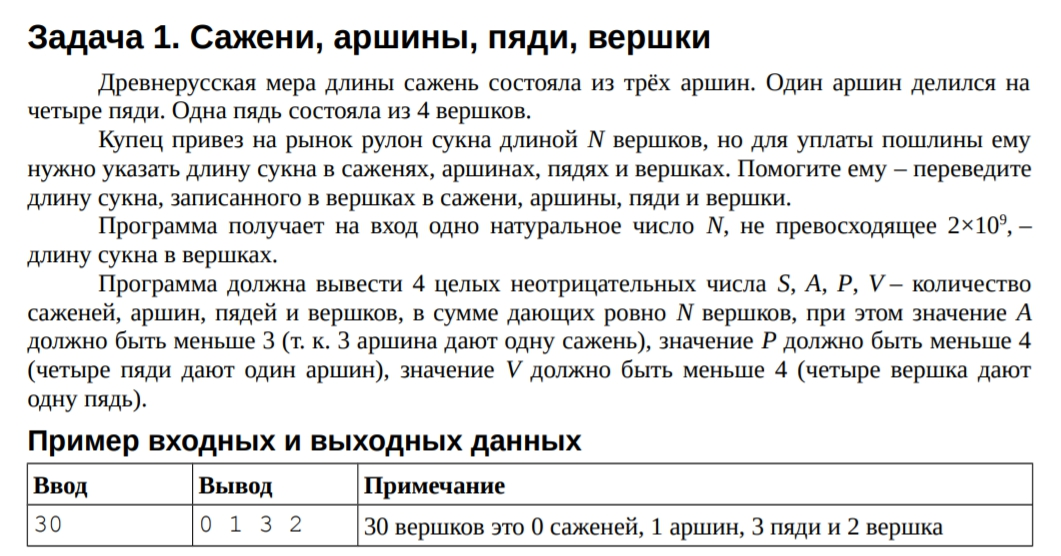 Задача 1. Сажени, аршины, пяди, вершки
Древнерусская мера длины сажень состояла из трёх аршин. Один аршин делился на
четыре пяди. Одна пядь состояла из 4 вершков.
Купец привез на рынок рулон сукна длиной N вершков, но для уплаты пошлины ему
нужно указать длину сукна в саженях, аршинах, пядях и вершках. Помогите ему – переведите
длину сукна, записанного в вершках в сажени, аршины, пяди и вершки.
Программа получает на вход одно натуральное число N, не превосходящее 2×10⁹, –
длину сукна в вершках.
Программа должна вывести 4 целых неотрицательных числа S, A, P, V – количество
саженей, аршин, пядей и вершков, в сумме дающих ровно N вершков, при этом значение A
должно быть меньше 3 (т. к. 3 аршина дают одну сажень), значение P должно быть меньше 4
(четыре пяди дают один аршин), значение V должно быть меньше 4 (четыре вершка дают
одну пядь).
Пример входных и выходных данных
Ввод Вывод Примечание
30 0 1 3 2 30 вершков это 0 саженей, 1 аршин, 3 пяди и 2 вершка